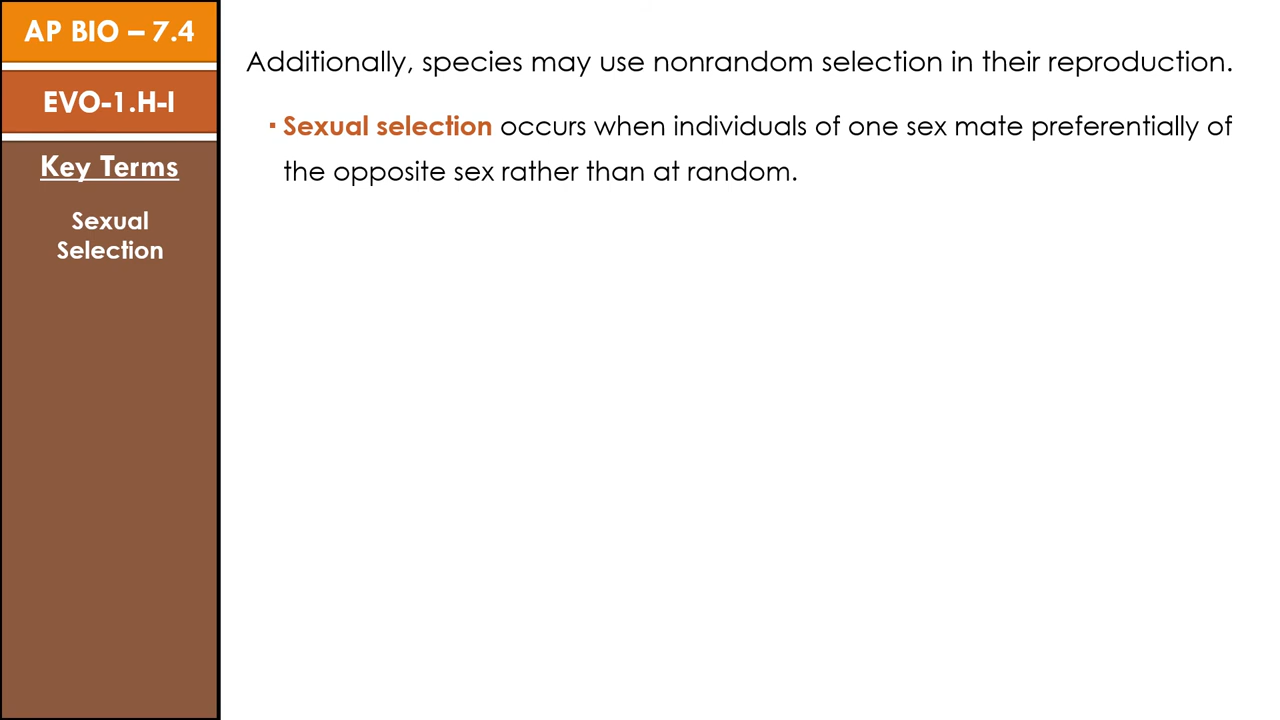 AP BIO – 7.4
EVO-1.H-I
Key Terms
Sexual
Selection
Additionally, species may use nonrandom selection in their reproduction.
▪ Sexual selection occurs when individuals of one sex mate preferentially of
the opposite sex rather than at random.